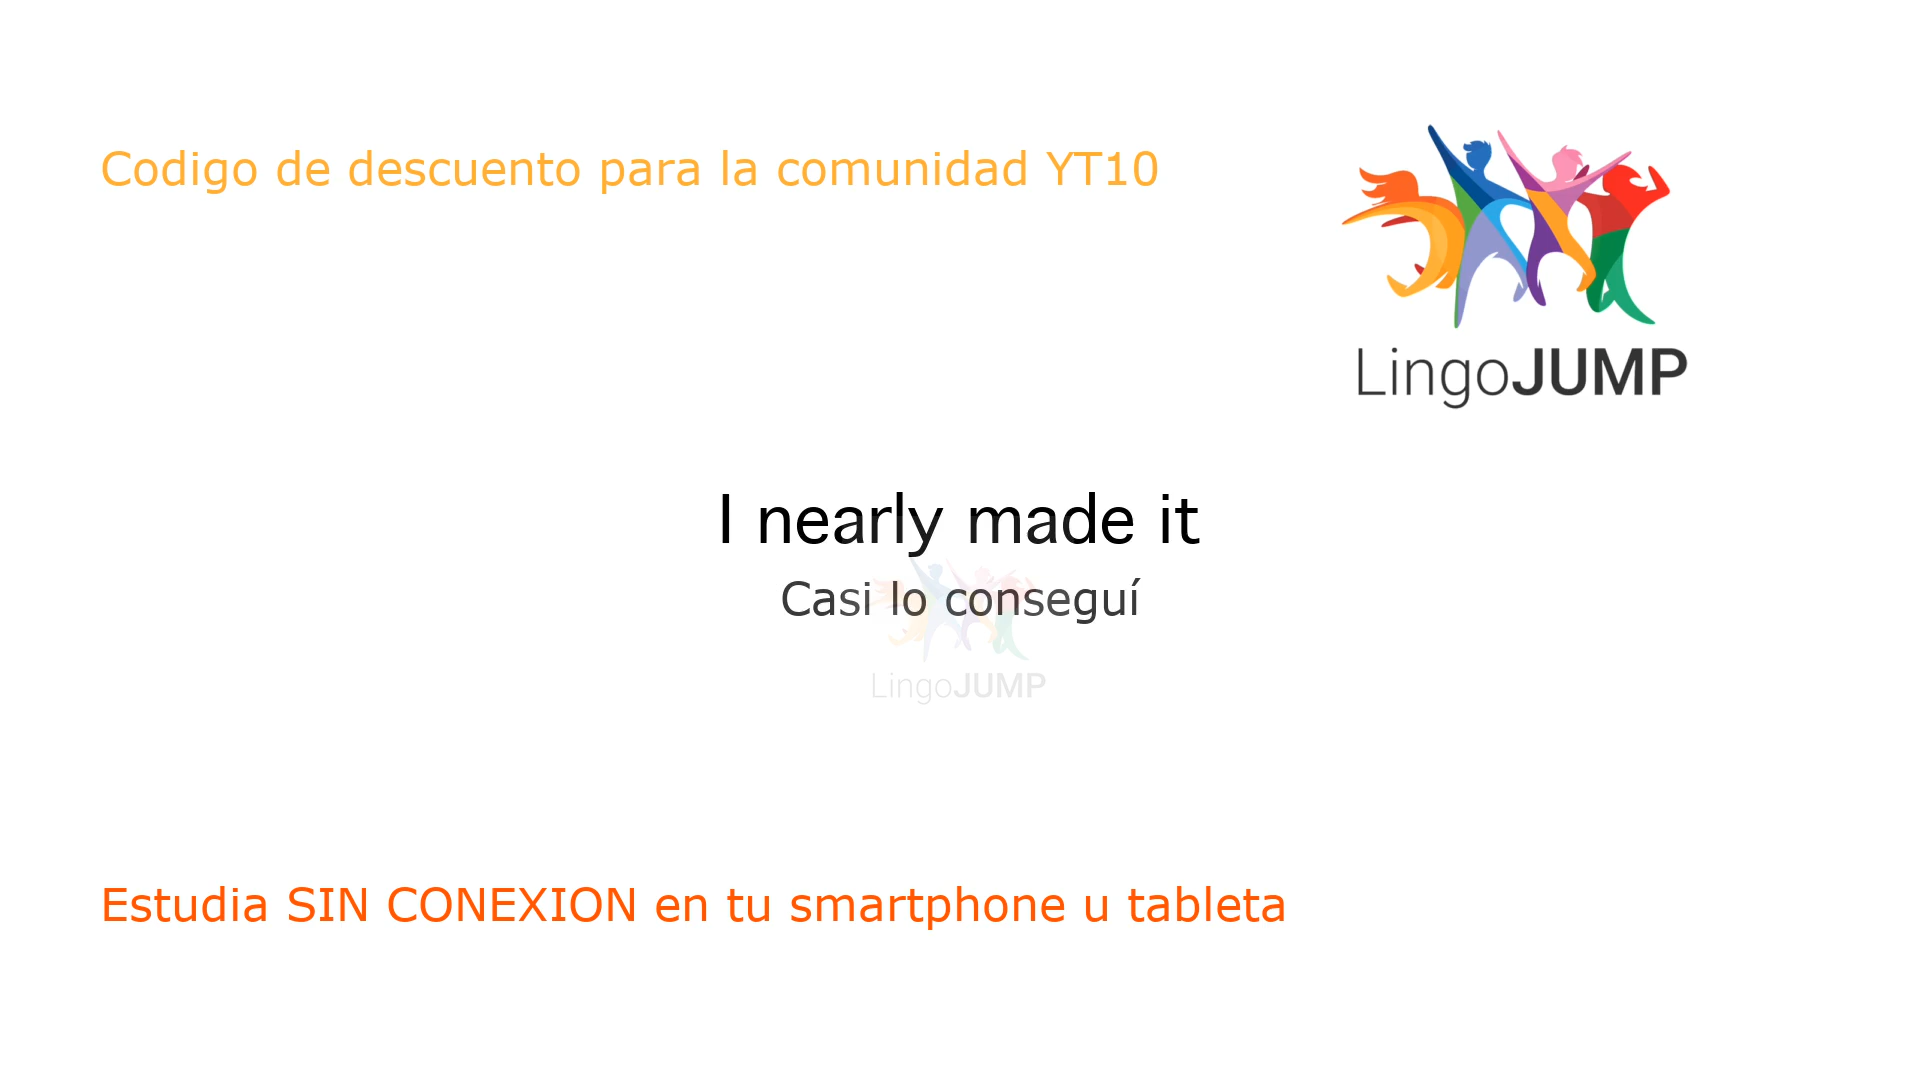 Codigo de descuento para la comunidad YT10
LingoJUMP
I nearly made it
Casi lo conseguí
LingoJUMP
Estudia SIN CONEXION en tu smartphone u tableta